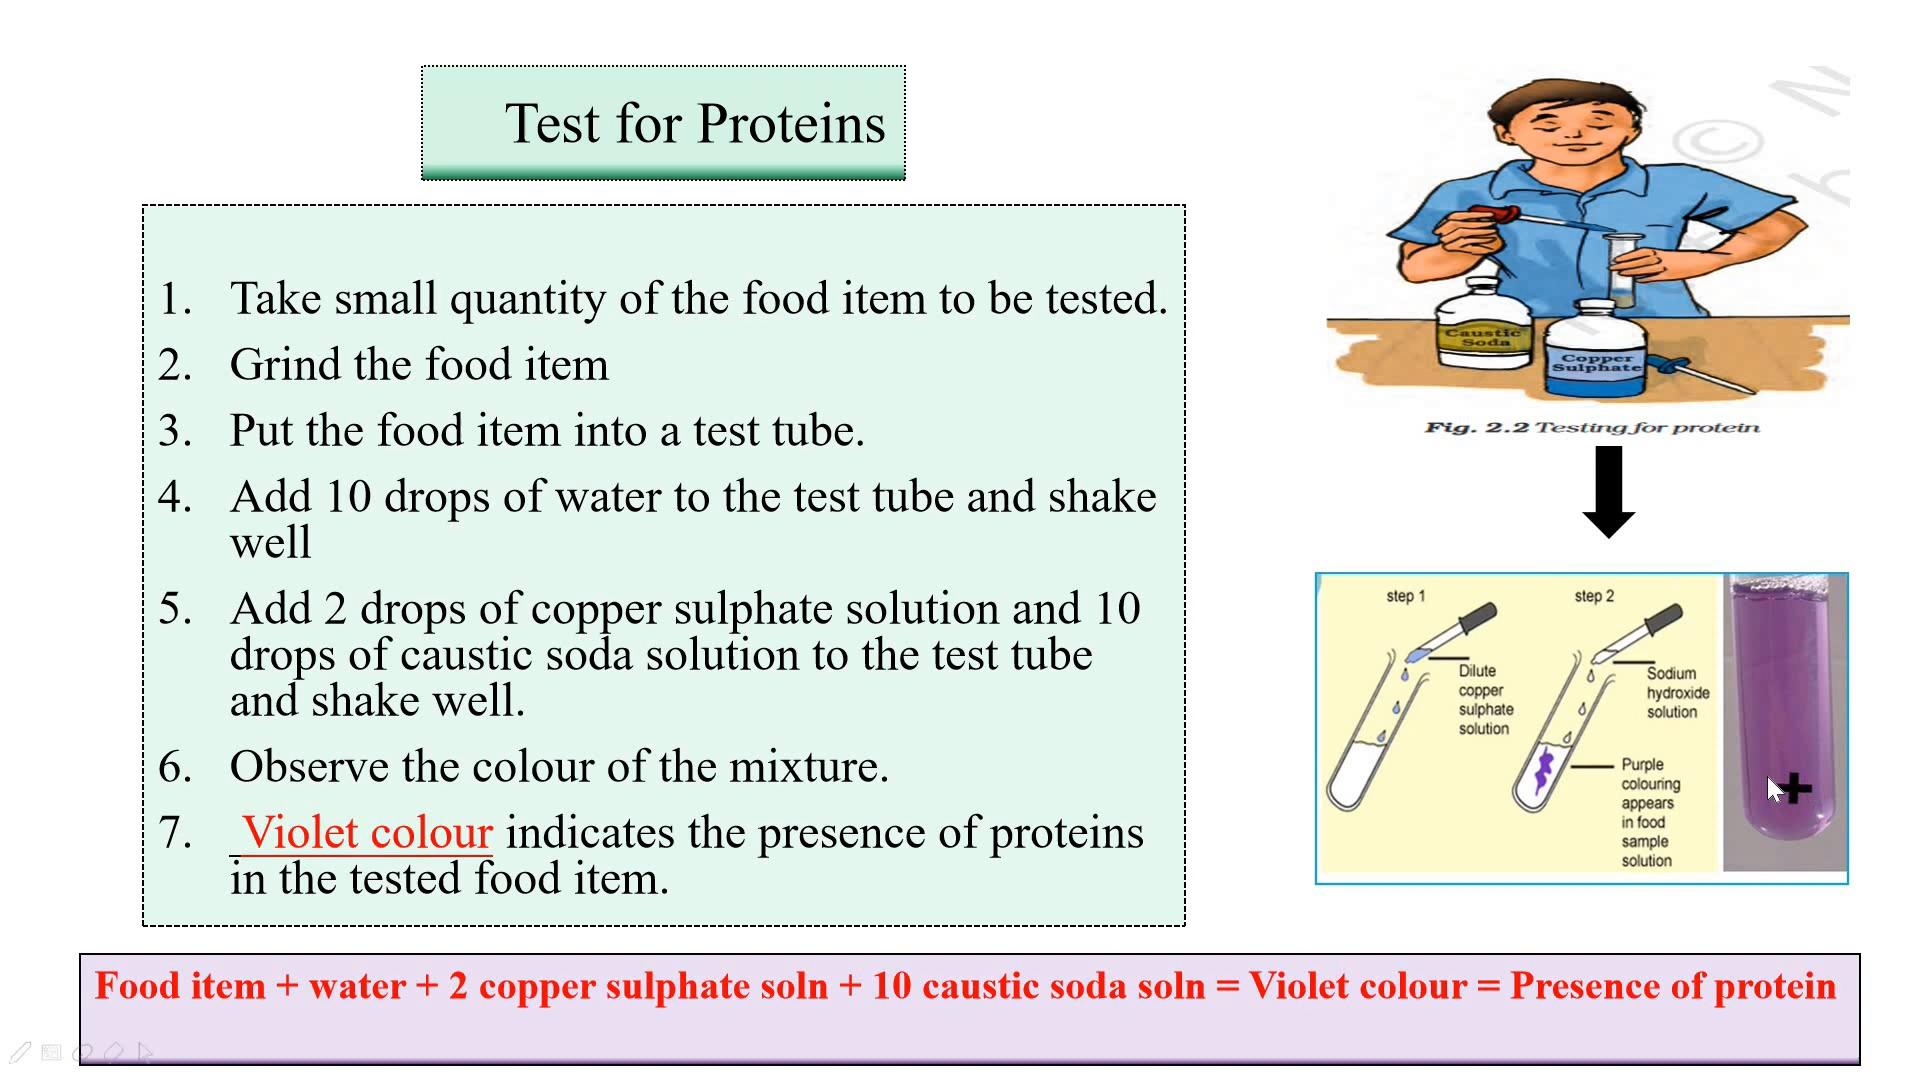 Test for Proteins
1. Take small quantity of the food item to be tested.
2. Grind the food item
3. Put the food item into a test tube.
4. Add 10 drops of water to the test tube and shake
well
5. Add 2 drops of copper sulphate solution and 10
drops of caustic soda solution to the test tube
and shake well.
6. Observe the colour of the mixture.
7. Violet colour indicates the presence of proteins
in the tested food item.
©
N
b
Caustic
Soda
Copper
Sulphate
Fig. 2.2 Testing for protein
step 1
Dilute
copper
sulphate
solution
step 2
Sodium
hydroxide
solution
Purple
colouring
appears
in food
sample
solution
+
Food item + water + 2 copper sulphate soln + 10 caustic soda soln = Violet colour = Presence of protein